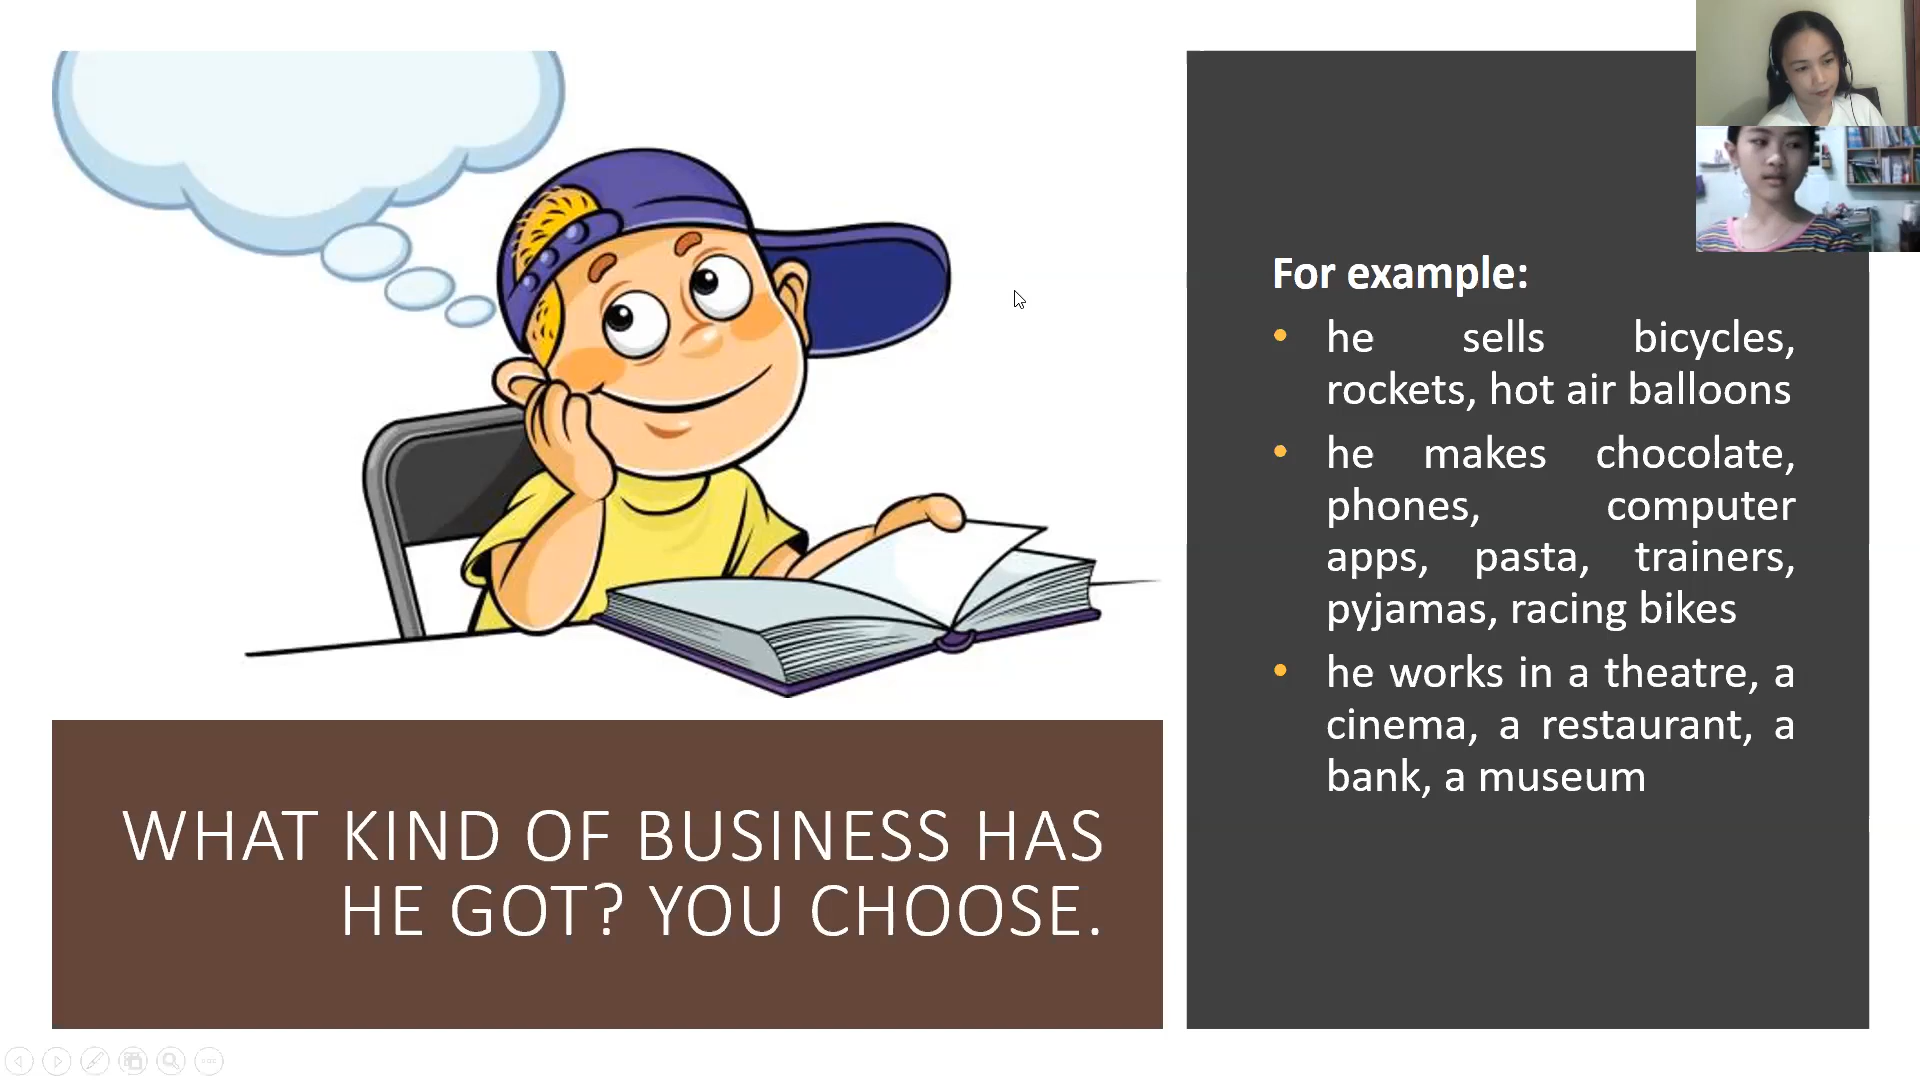 For example:
• he sells bicycles,
rockets, hot air balloons
• he makes chocolate,
phones, computer
apps, pasta, trainers,
pyjamas, racing bikes
• he works in a theatre, a
cinema, a restaurant, a
bank, a museum
WHAT KIND OF BUSINESS HAS
HE GOT? YOU CHOOSE.